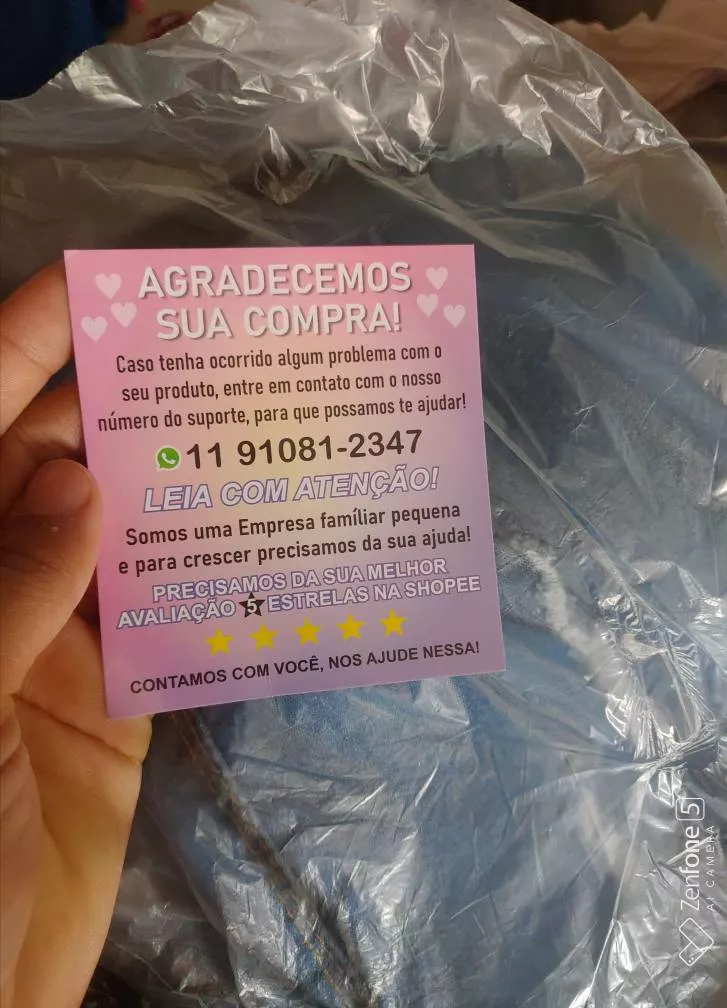 AGRADECEMOS
SUA COMPRA!
Caso tenha ocorrido algum problema com o
seu produto, entre em contato com o nosso
número do suporte, para que possamos te ajudar!
11 91081-2347
LEIA COM ATENÇÃO!
Somos uma Empresa famíliar pequena
e para crescer precisamos da sua ajuda!
PRECISAMOS DA SUA MELHOR
AVALIAÇÃO 5 ESTRELAS NA SHOPEE
CONTAMOS COM VOCÊ, NOS AJUDE NESSA!
Zenfone 5
AI CAMERA